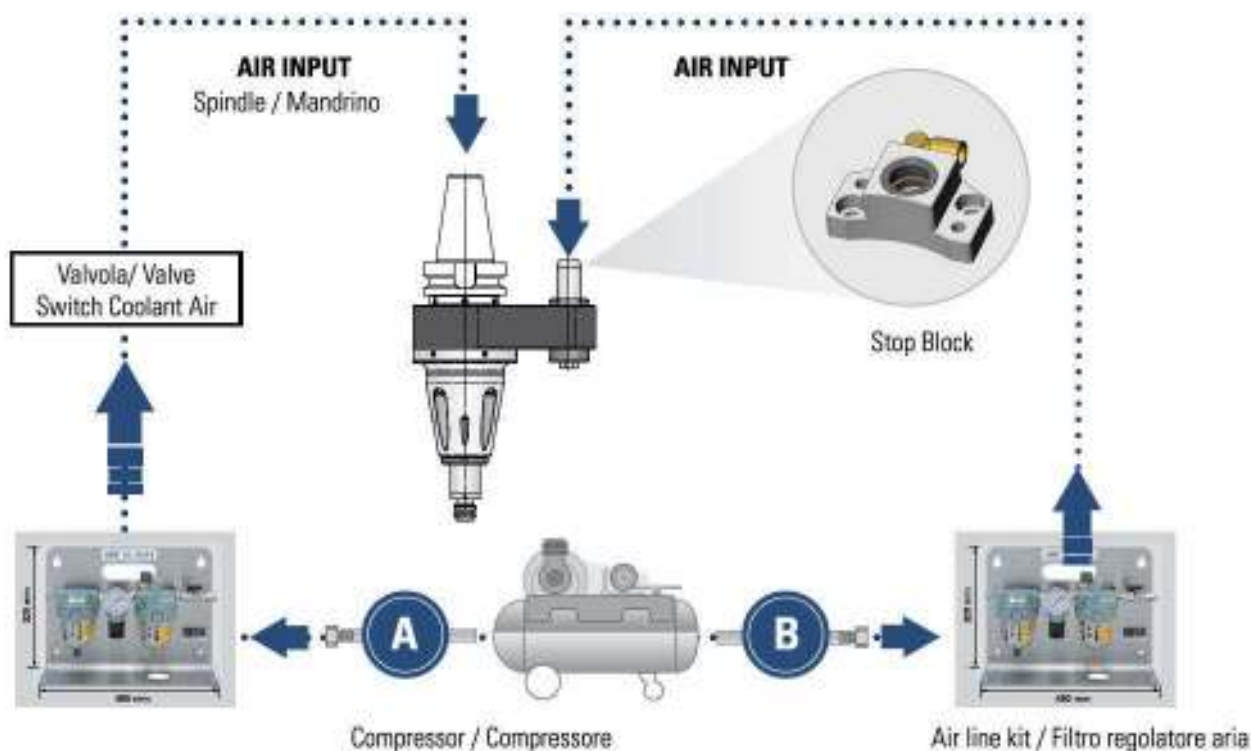 AIR INPUT
Spindle / Mandrino
AIR INPUT
Valvola/ Valve
Switch Coolant Air
Stop Block
A
B
Compressor / Compressore
Air line kit / Filtro regolatore aria